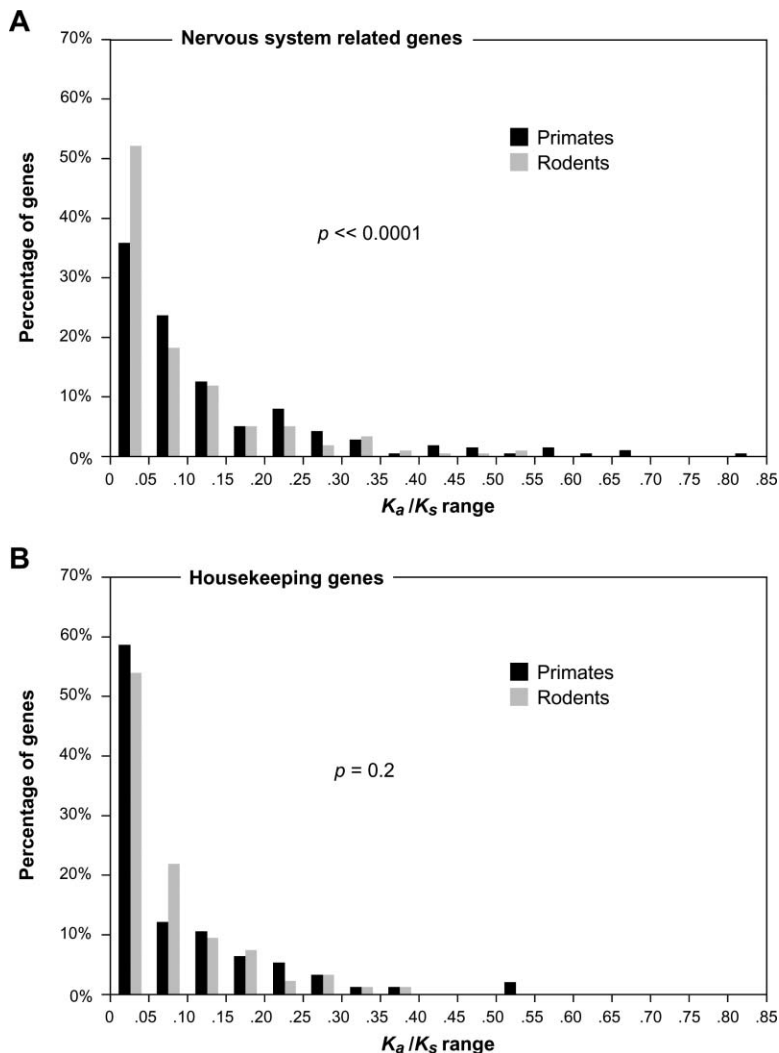 A
Nervous system related genes
70%
60%
50%
40%
30%
20%
10%
0%
Percentage of genes
Primates
Rodents
p << 0.0001
0 .05 .10 .15 .20 .25 .30 .35 .40 .45 .50 .55 .60 .65 .70 .75 .80 .85
Ka/Ks range
B
Housekeeping genes
70%
60%
50%
40%
30%
20%
10%
0%
Percentage of genes
Primates
Rodents
p = 0.2
0 .05 .10 .15 .20 .25 .30 .35 .40 .45 .50 .55 .60 .65 .70 .75 .80 .85
Ka/Ks range